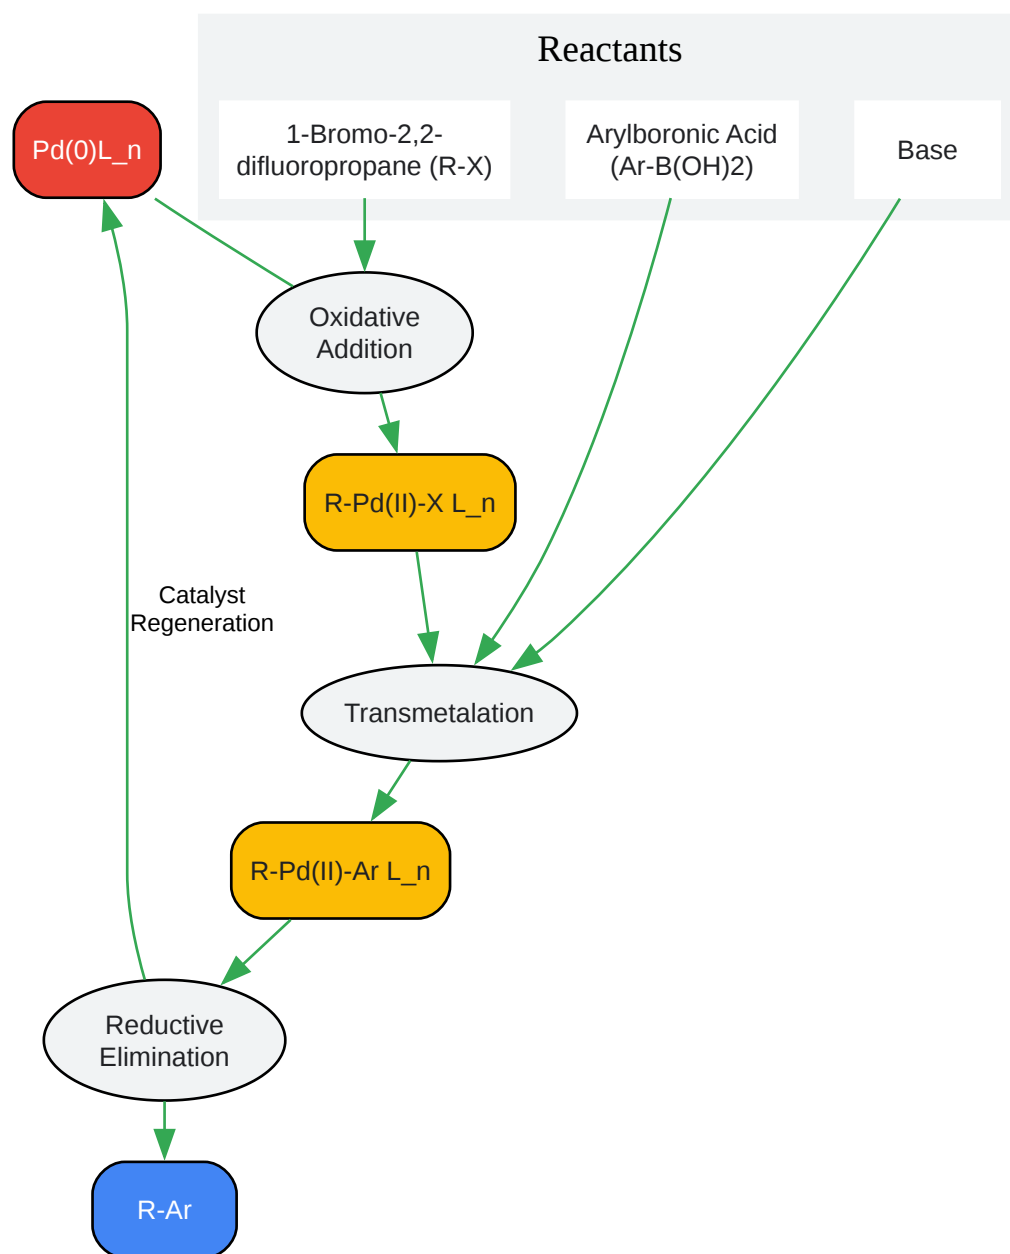 Reactants
Pd(0)L_n
1-Bromo-2,2-
difluoropropane (R-X)
Arylboronic Acid
(Ar-B(OH)2)
Base
Oxidative
Addition
R-Pd(II)-X L_n
Catalyst
Regeneration
Transmetalation
R-Pd(II)-Ar L_n
Reductive
Elimination
R-Ar